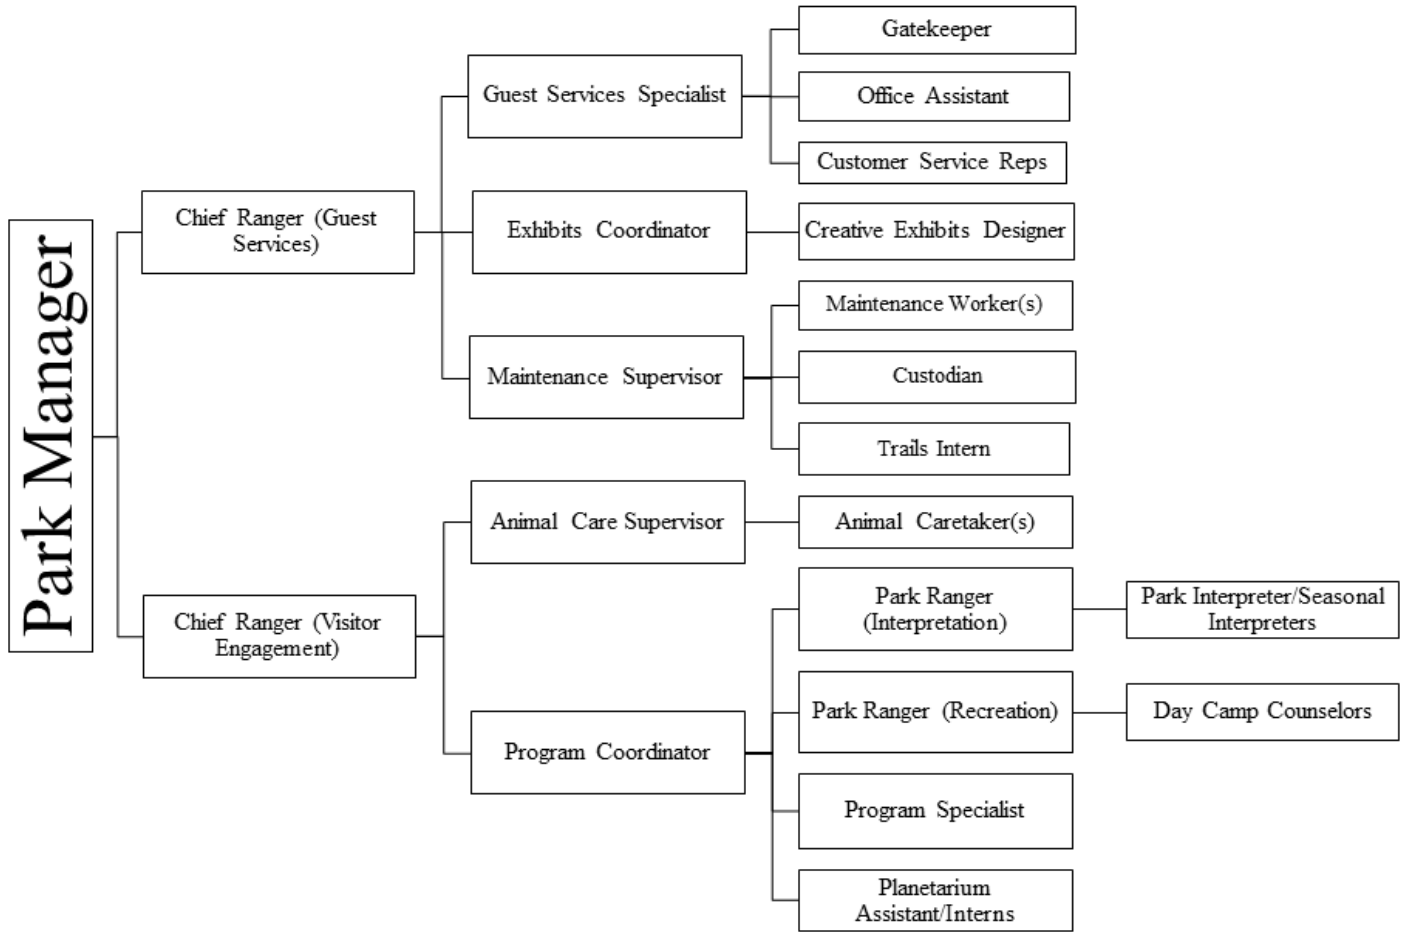 Park Manager
Chief Ranger (Guest
Services)
Guest Services Specialist
Gatekeeper
Office Assistant
Customer Service Reps
Exhibits Coordinator
Creative Exhibits Designer
Maintenance Supervisor
Maintenance Worker(s)
Custodian
Trails Intern
Chief Ranger (Visitor
Engagement)
Animal Care Supervisor
Animal Caretaker(s)
Program Coordinator
Park Ranger
(Interpretation)
Park Interpreter/Seasonal
Interpreters
Park Ranger (Recreation)
Day Camp Counselors
Program Specialist
Planetarium
Assistant/Interns